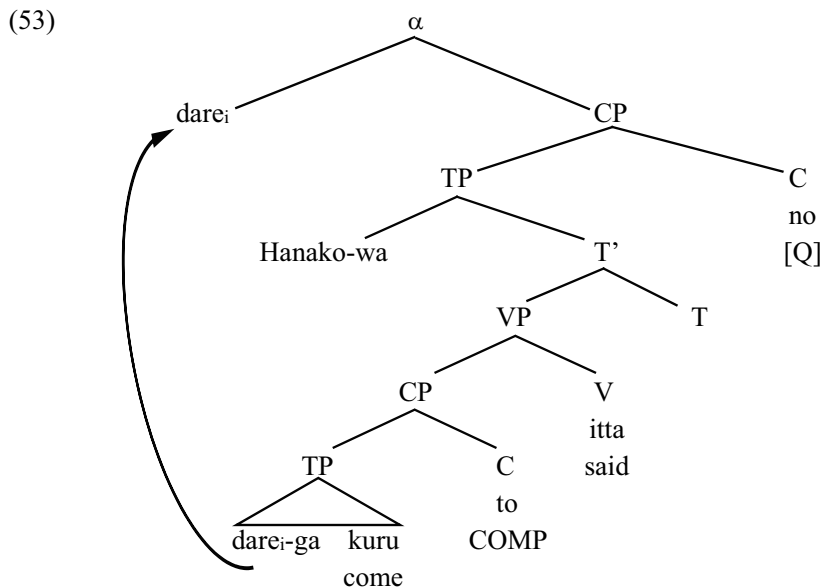 (53)
α
dareᵢ CP
TP C
no
Hanako-wa T’ [Q]
VP T
CP V
itta
TP C said
to
dareᵢ-ga kuru COMP
come